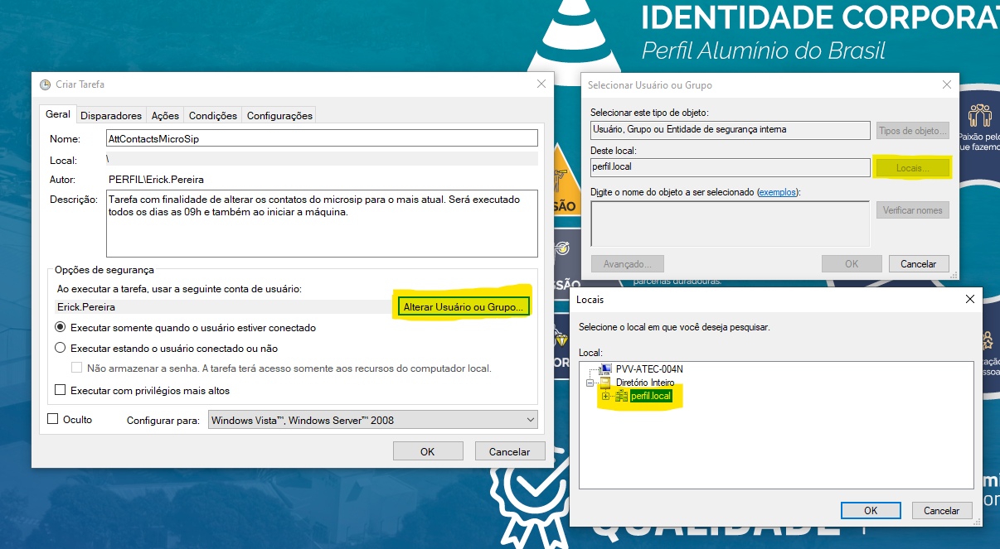 IDENTIDADE CORPORAT
Perfil Alumínio do Brasil
Criar Tarefa
Geral
Disparadores
Ações
Condições
Configurações
Nome:
AttContactsMicroSip
Local:
\
Autor:
PERFIL\Erick.Pereira
Descrição:
Tarefa com finalidade de alterar os contatos do microsip para o mais atual. Será executado
todos os dias as 09h e também ao iniciar a máquina.
Opções de segurança
Ao executar a tarefa, usar a seguinte conta de usuário:
Erick.Pereira
Alterar Usuário ou Grupo...
Executar somente quando o usuário estiver conectado
Executar estando o usuário conectado ou não
Não armazenar a senha. A tarefa terá acesso somente aos recursos do computador local.
Executar com privilégios mais altos
Oculto
Configurar para:
Windows Vista™, Windows Server™ 2008
OK
Cancelar
Selecionar Usuário ou Grupo
Selecionar este tipo de objeto:
Usuário, Grupo ou Entidade de segurança interna
Tipos de objeto...
Deste local:
perfil.local
Locais...
Digite o nome do objeto a ser selecionado (exemplos):
Verificar nomes
Avançado...
OK
Cancelar
Paixão pelo
que fazemo
SÃO
SSÃO
parcerias duradouras.
OR
Locais
Selecione o local em que você deseja pesquisar.
Local:
PVV-ATEC-004N
Diretório Inteiro
perfil.local
OK
Cancelar
QUALIDADE